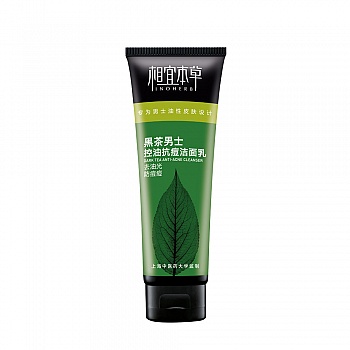 相宜本草
INOHERB
专为男士油性皮肤设计
黑茶男士
控油抗痘洁面乳
DARK TEA ANTI-ACNE CLEANSER
去油光
防痘痘
上海中医药大学监制